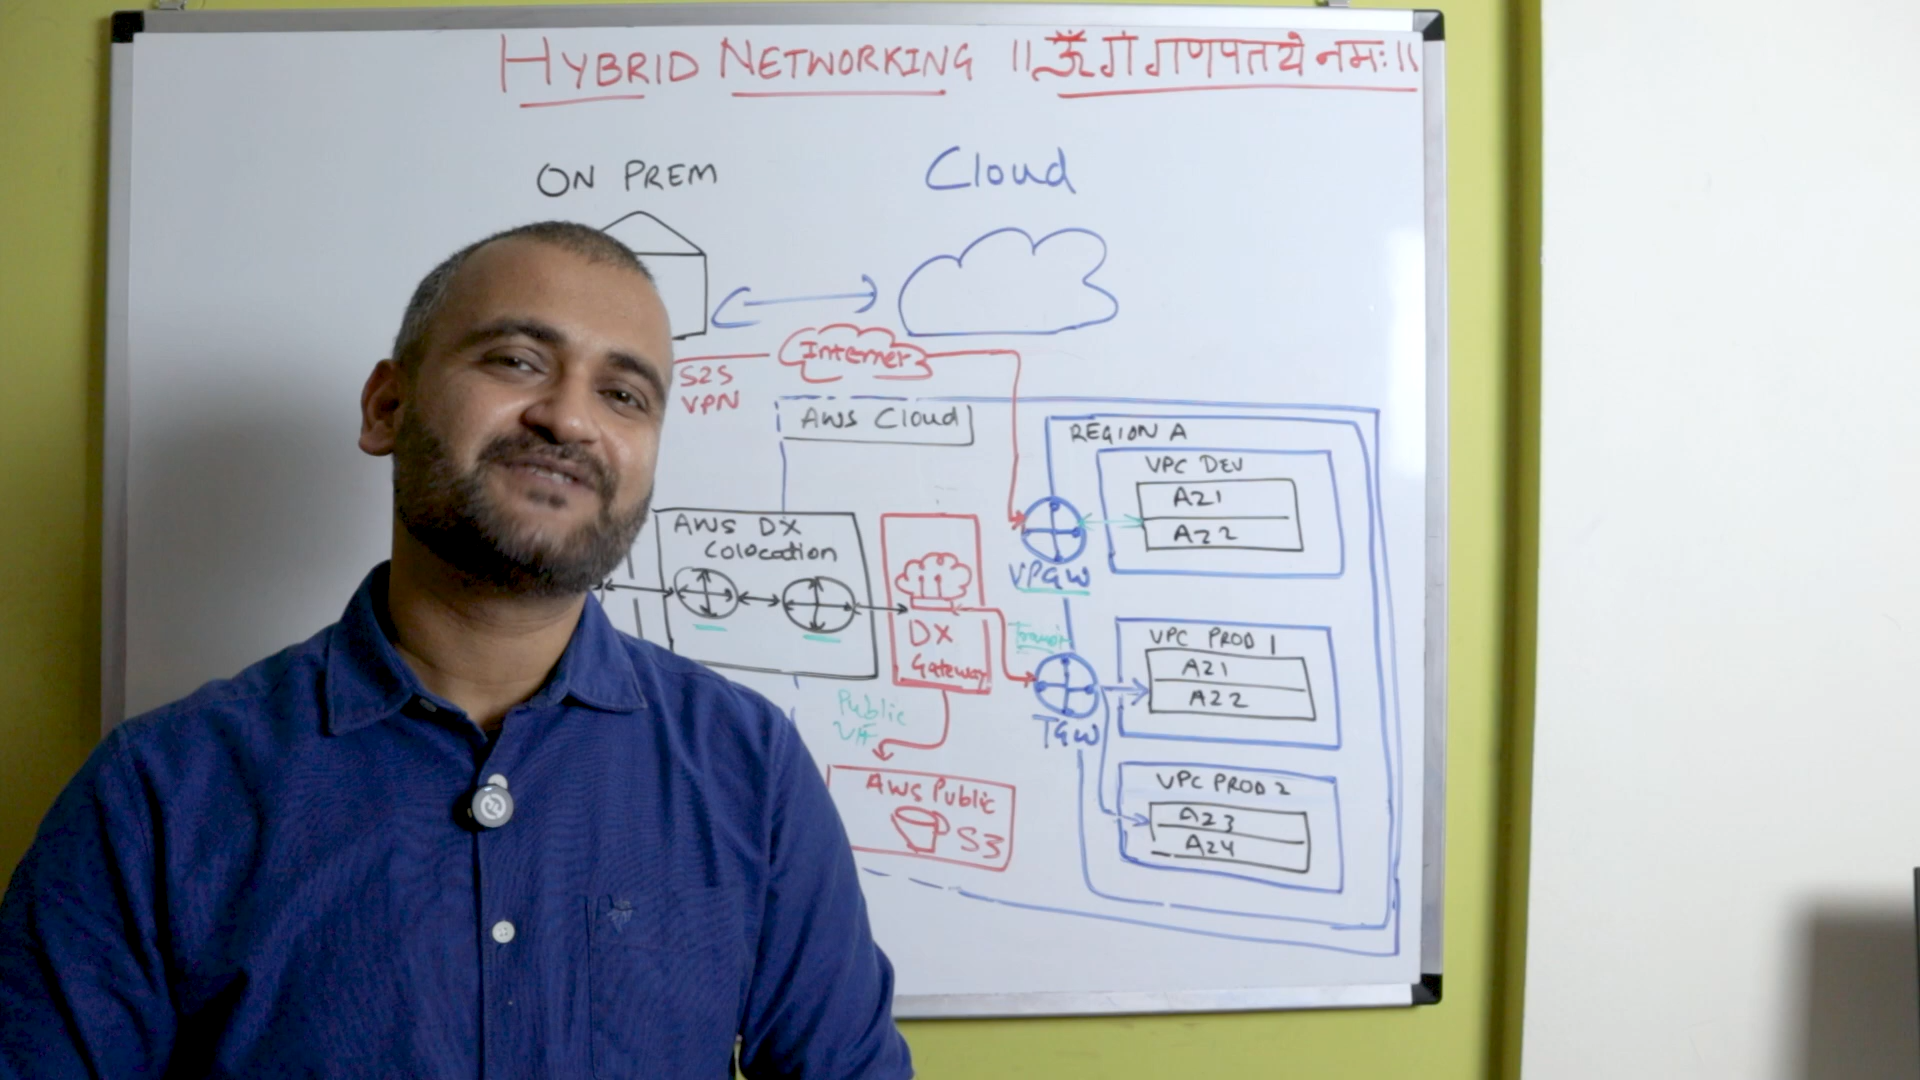 HYBRID NETWORKING ॥ ॐ गं गणपतये नमः ॥
ON PREM
Cloud
Internet
S2S
VPN
AWS Cloud
REGION A
VPC DEV
AZ1
AZ2
AWS DX
Colocation
VPGW
DX
Gateway
Transit
VPC PROD 1
AZ1
AZ2
TGW
Public
VIF
AWS Public
S3
VPC PROD 2
AZ3
AZ4